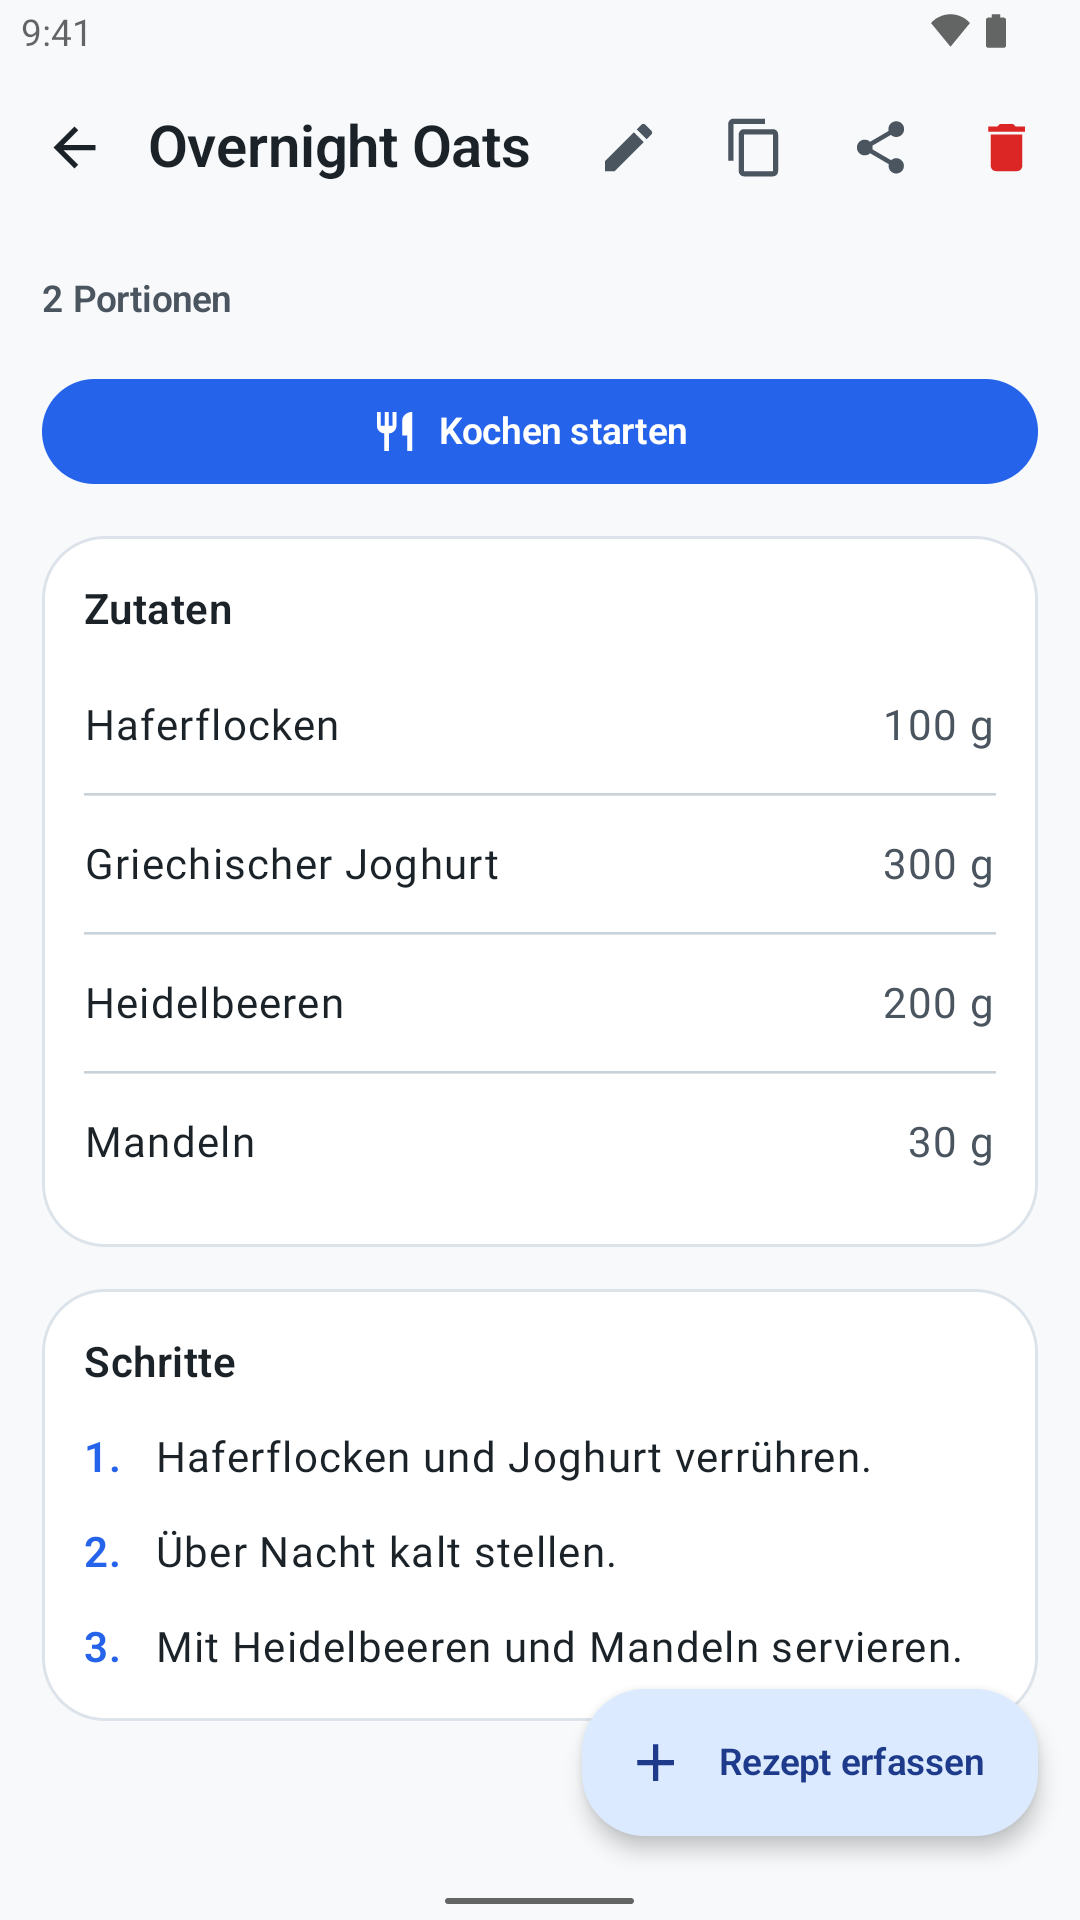 9:41
Overnight Oats
2 Portionen
Kochen starten
Zutaten
Haferflocken 100 g
Griechischer Joghurt 300 g
Heidelbeeren 200 g
Mandeln 30 g
Schritte
1. Haferflocken und Joghurt verrühren.
2. Über Nacht kalt stellen.
3. Mit Heidelbeeren und Mandeln servieren.
Rezept erfassen